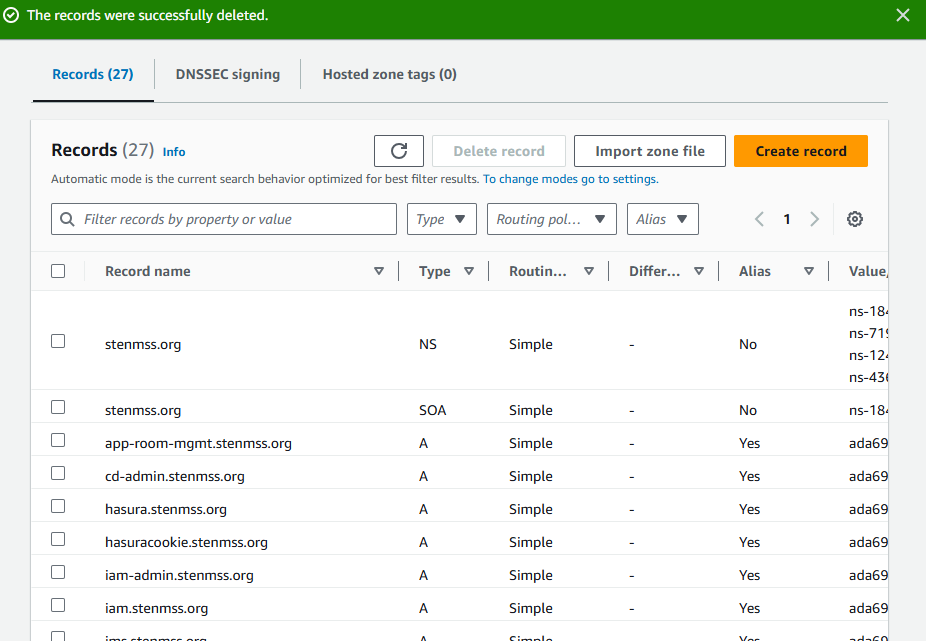 The records were successfully deleted.
Records (27)
DNSSEC signing
Hosted zone tags (0)
Records (27) Info
Delete record
Import zone file
Create record
Automatic mode is the current search behavior optimized for best filter results. To change modes go to settings.
Filter records by property or value
Type
Routing pol...
Alias
1
Record name Type Routin... Differ... Alias Value,
stenmss.org NS Simple - No ns-184
ns-719
ns-124
ns-436
stenmss.org SOA Simple - No ns-184
app-room-mgmt.stenmss.org A Simple - Yes ada69
cd-admin.stenmss.org A Simple - Yes ada69
hasura.stenmss.org A Simple - Yes ada69
hasuracookie.stenmss.org A Simple - Yes ada69
iam-admin.stenmss.org A Simple - Yes ada69
iam.stenmss.org A Simple - Yes ada69
ims.stenmss.org A Simple Yes ada69